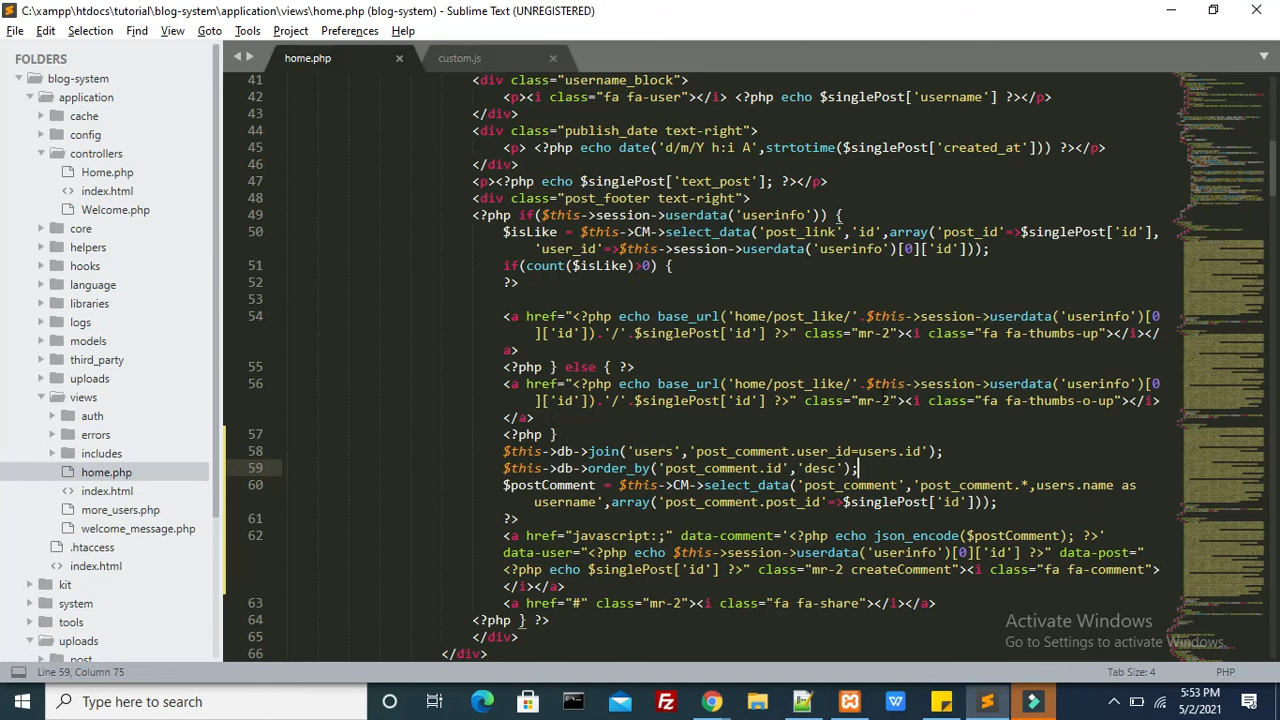 C:\xampp\htdocs\tutorial\blog-system\application\views\home.php (blog-system) - Sublime Text (UNREGISTERED)
File Edit Selection Find View Goto Tools Project Preferences Help
FOLDERS
blog-system
application
cache
config
controllers
Home.php
index.html
Welcome.php
core
helpers
hooks
language
libraries
logs
models
third_party
uploads
views
auth
errors
includes
home.php
index.html
more_users.php
welcome_message.php
.htaccess
index.html
kit
system
tools
uploads
post
home.php custom.js
41 <div class="username_block">
42 <p><i class="fa fa-user"></i> <?php echo $singlePost['username'] ?></p>
43 </div>
44 <div class="publish_date text-right">
45 <p> <?php echo date('d/m/Y h:i A',strtotime($singlePost['created_at'])) ?></p>
46 </div>
47 <p><?php echo $singlePost['text_post']; ?></p>
48 <div class="post_footer text-right">
49 <?php if($this->session->userdata('userinfo')) {
50 $isLike = $this->CM->select_data('post_link','id',array('post_id'=>$singlePost['id'],
'user_id'=>$this->session->userdata('userinfo')[0]['id']));
51 if(count($isLike)>0) {
52 ?>
53
54 <a href="<?php echo base_url('home/post_like/'.$this->session->userdata('userinfo')[0
]['id']).'/'.$singlePost['id'] ?>" class="mr-2"><i class="fa fa-thumbs-up"></i></
a>
55 <?php } else { ?>
56 <a href="<?php echo base_url('home/post_like/'.$this->session->userdata('userinfo')[0
]['id']).'/'.$singlePost['id'] ?>" class="mr-2"><i class="fa fa-thumbs-o-up"></i>
</a>
57 <?php }
58 $this->db->join('users','post_comment.user_id=users.id');
59 $this->db->order_by('post_comment.id','desc');
60 $postComment = $this->CM->select_data('post_comment','post_comment.*,users.name as
username',array('post_comment.post_id'=>$singlePost['id']));
61 ?>
62 <a href="javascript:;" data-comment='<?php echo json_encode($postComment); ?>'
data-user="<?php echo $this->session->userdata('userinfo')[0]['id'] ?>" data-post="
<?php echo $singlePost['id'] ?>" class="mr-2 createComment"><i class="fa fa-comment">
</i></a>
63 <a href="#" class="mr-2"><i class="fa fa-share"></i></a>
64 <?php } ?>
65 </div>
66 </div>
Activate Windows
Go to Settings to activate Windows.
Line 59, Column 75 Tab Size: 4 PHP
Type here to search
5:53 PM
5/2/2021